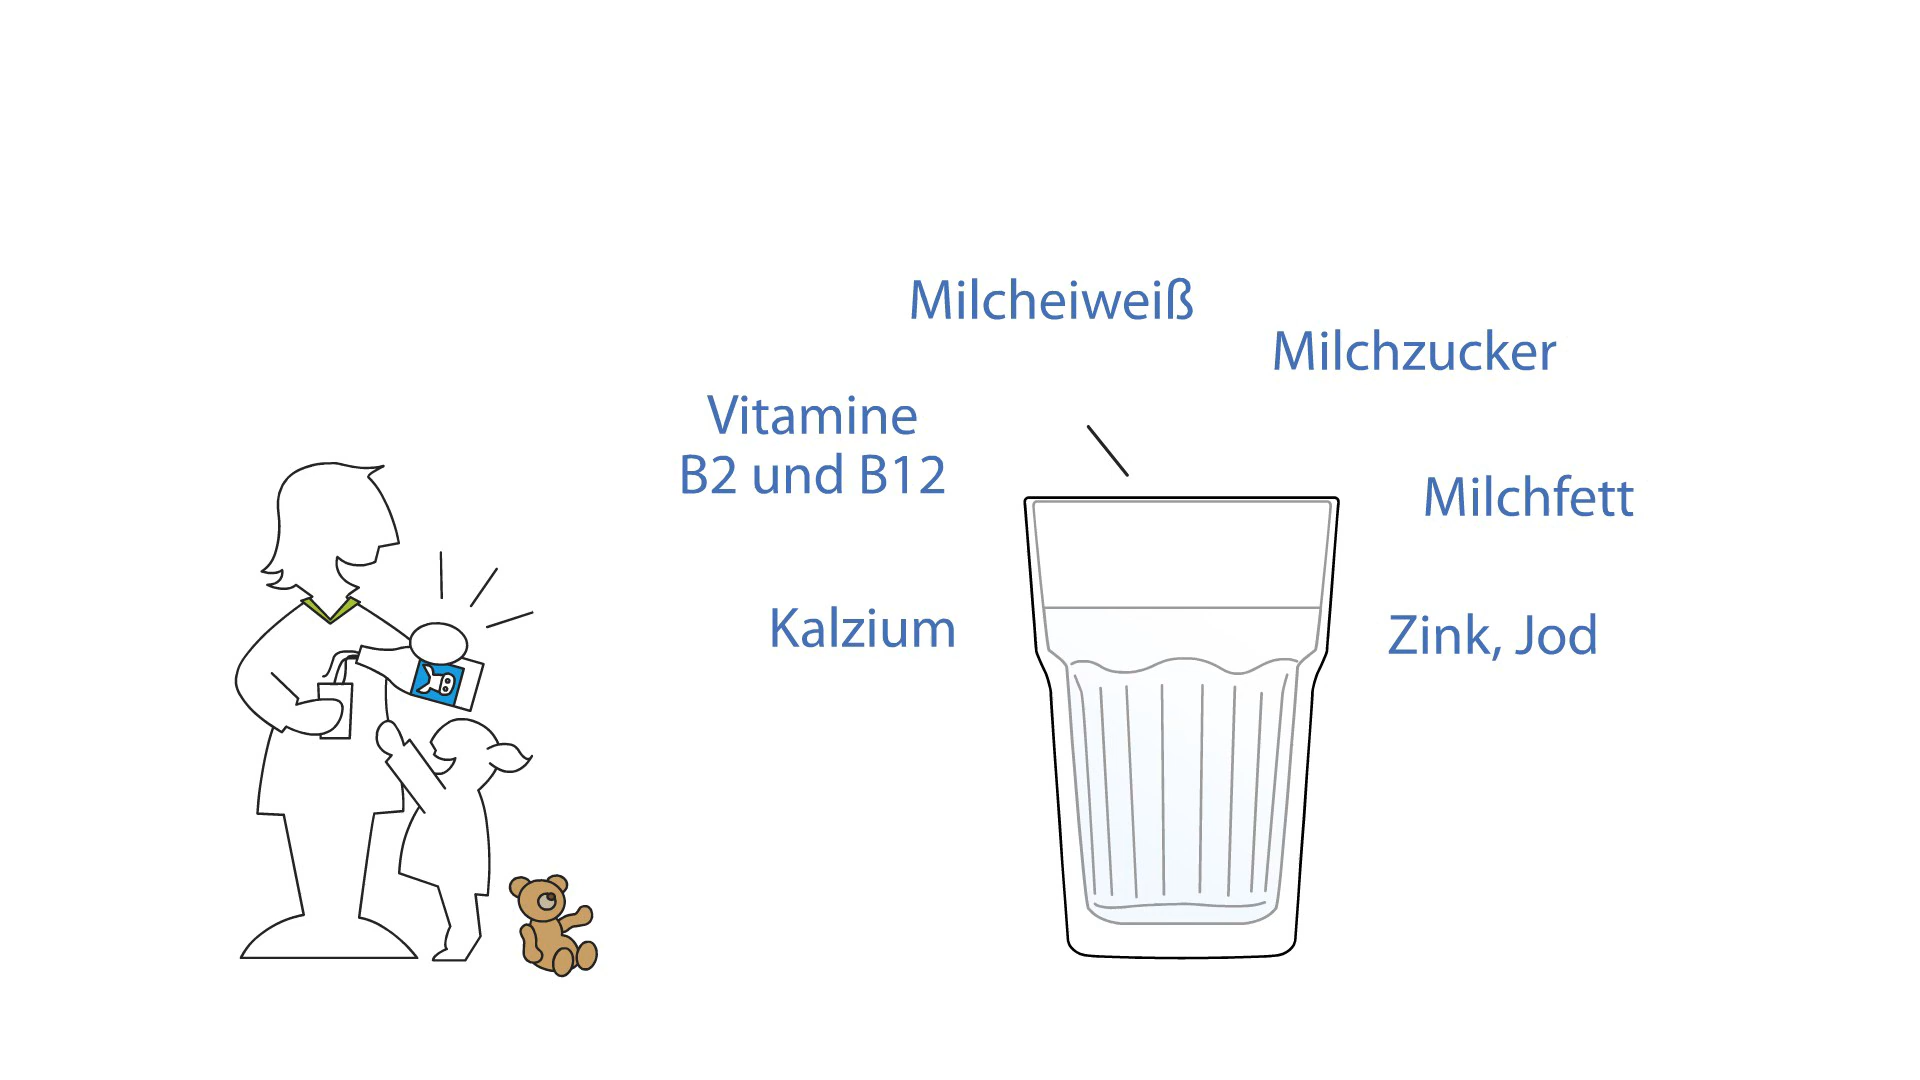 Milcheiweiß
Milchzucker
Vitamine
B2 und B12
Milchfett
Kalzium
Zink, Jod